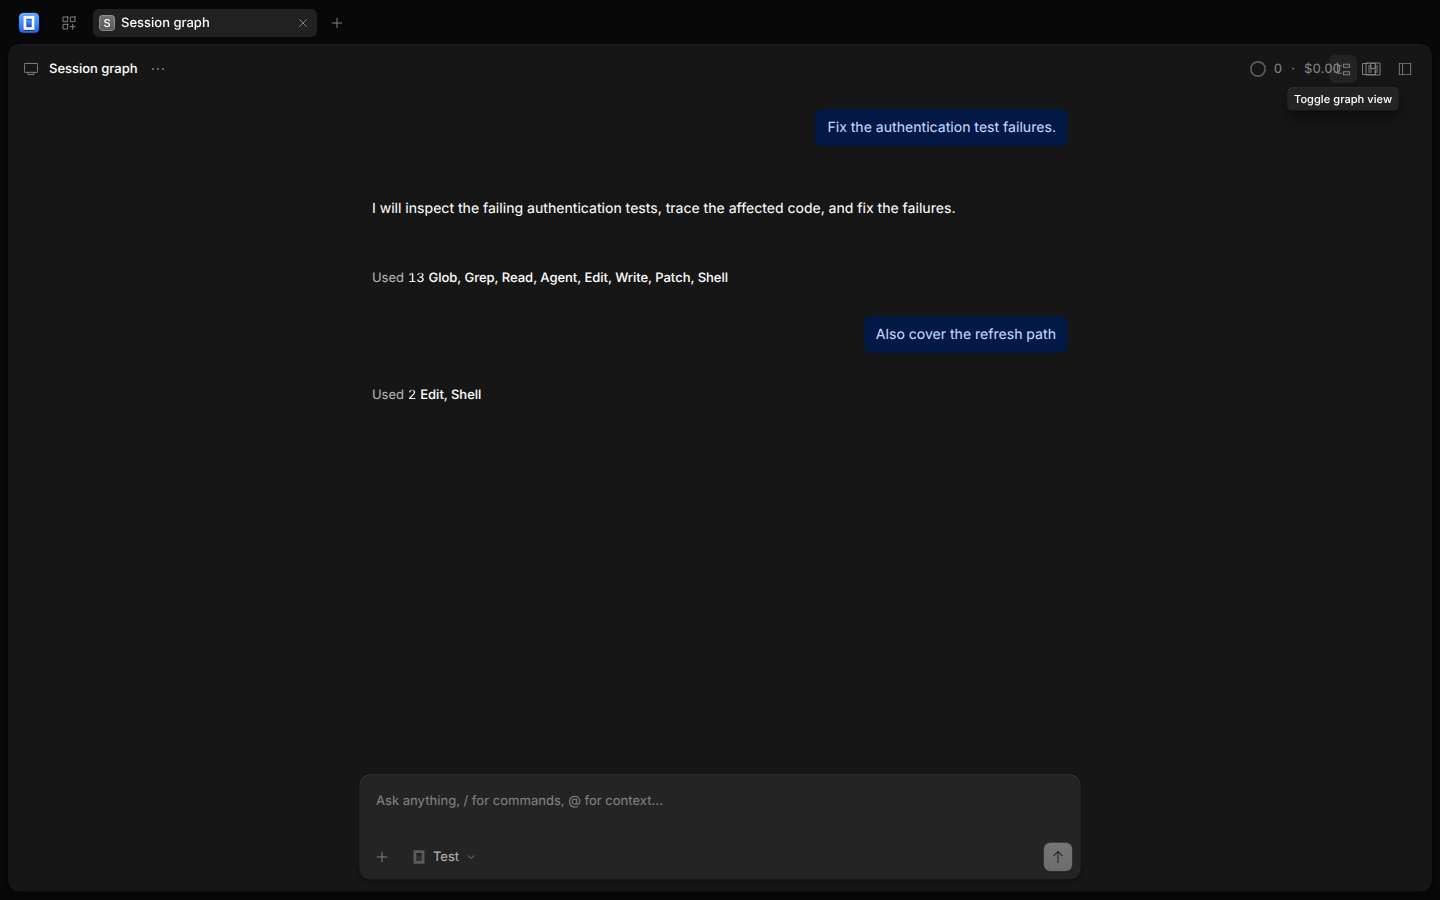 S Session graph
Session graph
0 · $0.00
Toggle graph view
Fix the authentication test failures.
I will inspect the failing authentication tests, trace the affected code, and fix the failures.
Used 13 Glob, Grep, Read, Agent, Edit, Write, Patch, Shell
Also cover the refresh path
Used 2 Edit, Shell
Ask anything, / for commands, @ for context...
Test